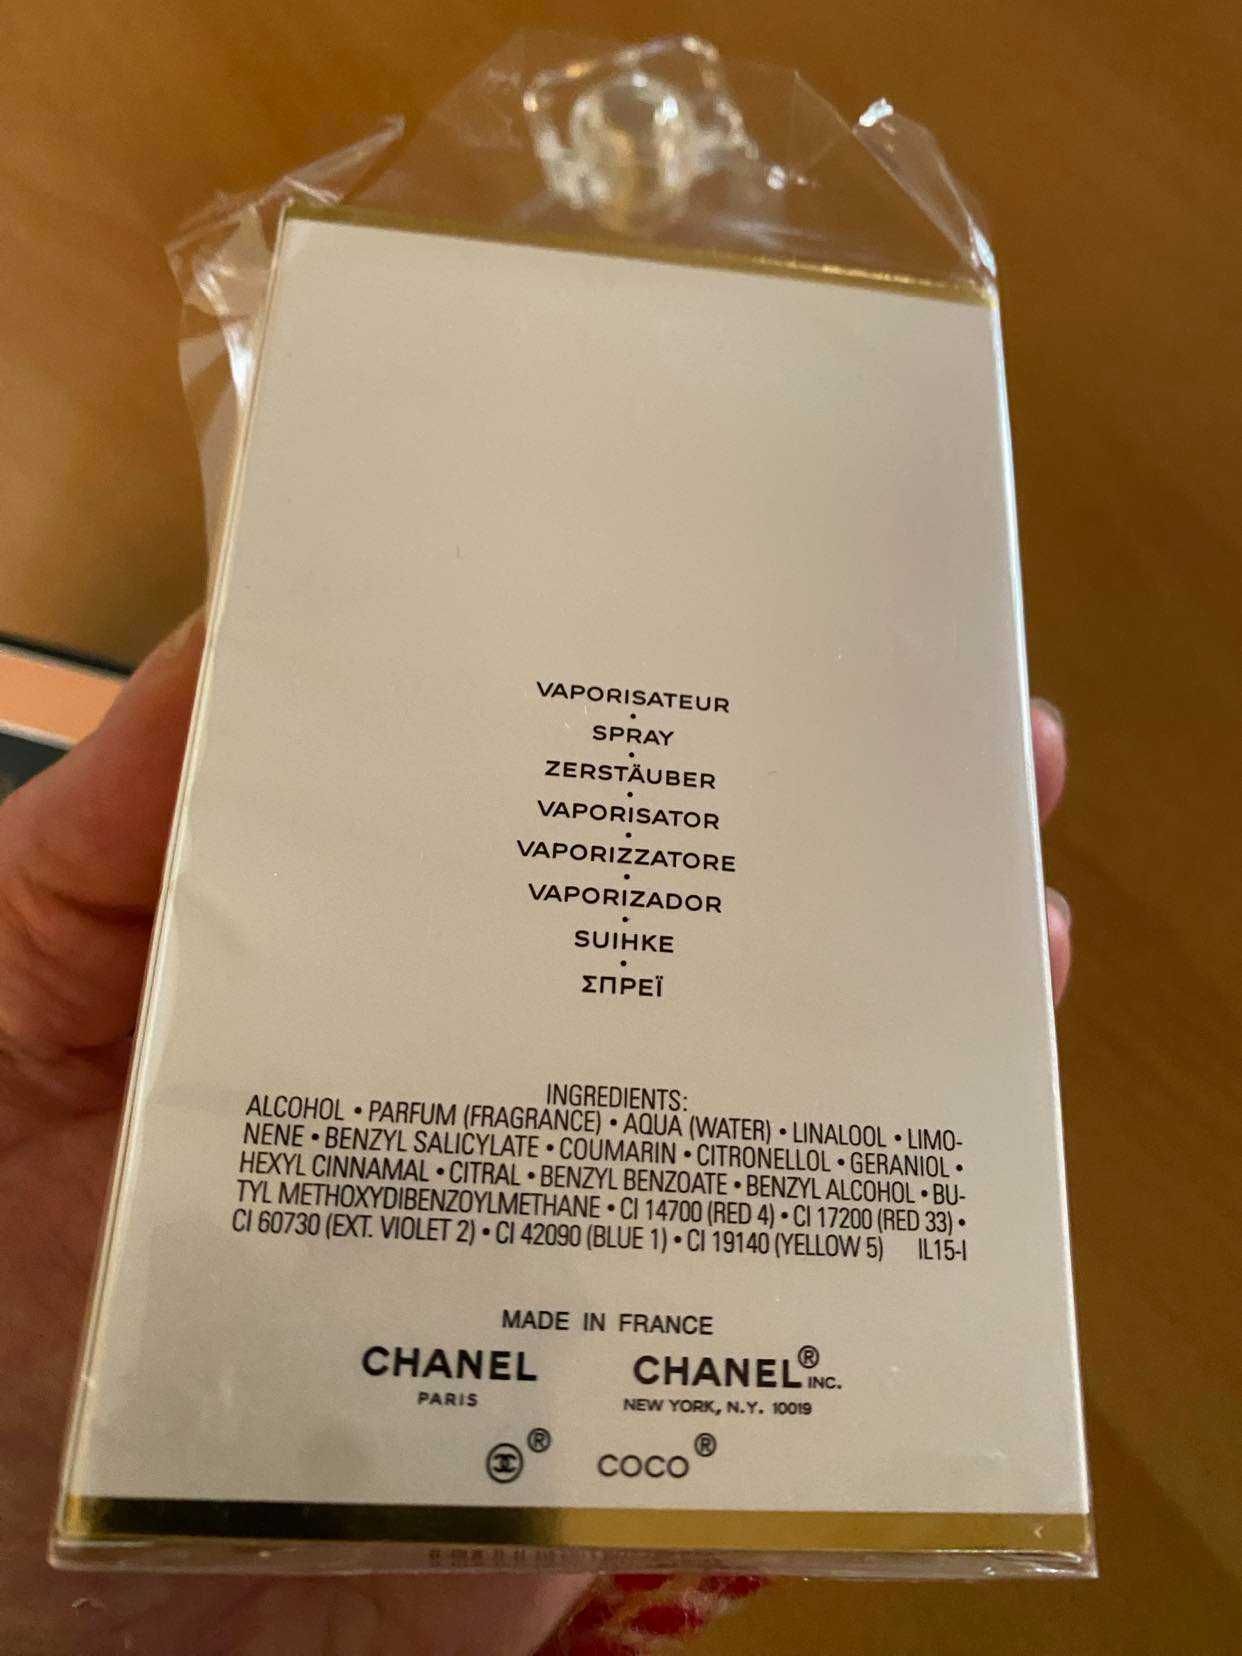 VAPORISATEUR
•
SPRAY
•
ZERSTÄUBER
•
VAPORISATOR
•
VAPORIZZATORE
•
VAPORIZADOR
•
SUIHKE
•
ΣΠΡΕΪ
INGREDIENTS:
ALCOHOL • PARFUM (FRAGRANCE) • AQUA (WATER) • LINALOOL • LIMO-
NENE • BENZYL SALICYLATE • COUMARIN • CITRONELLOL • GERANIOL •
HEXYL CINNAMAL • CITRAL • BENZYL BENZOATE • BENZYL ALCOHOL • BU-
TYL METHOXYDIBENZOYLMETHANE • CI 14700 (RED 4) • CI 17200 (RED 33) •
CI 60730 (EXT. VIOLET 2) • CI 42090 (BLUE 1) • CI 19140 (YELLOW 5) IL15-I
MADE IN FRANCE
CHANEL CHANEL® INC.
PARIS NEW YORK, N.Y. 10019
® COCO®